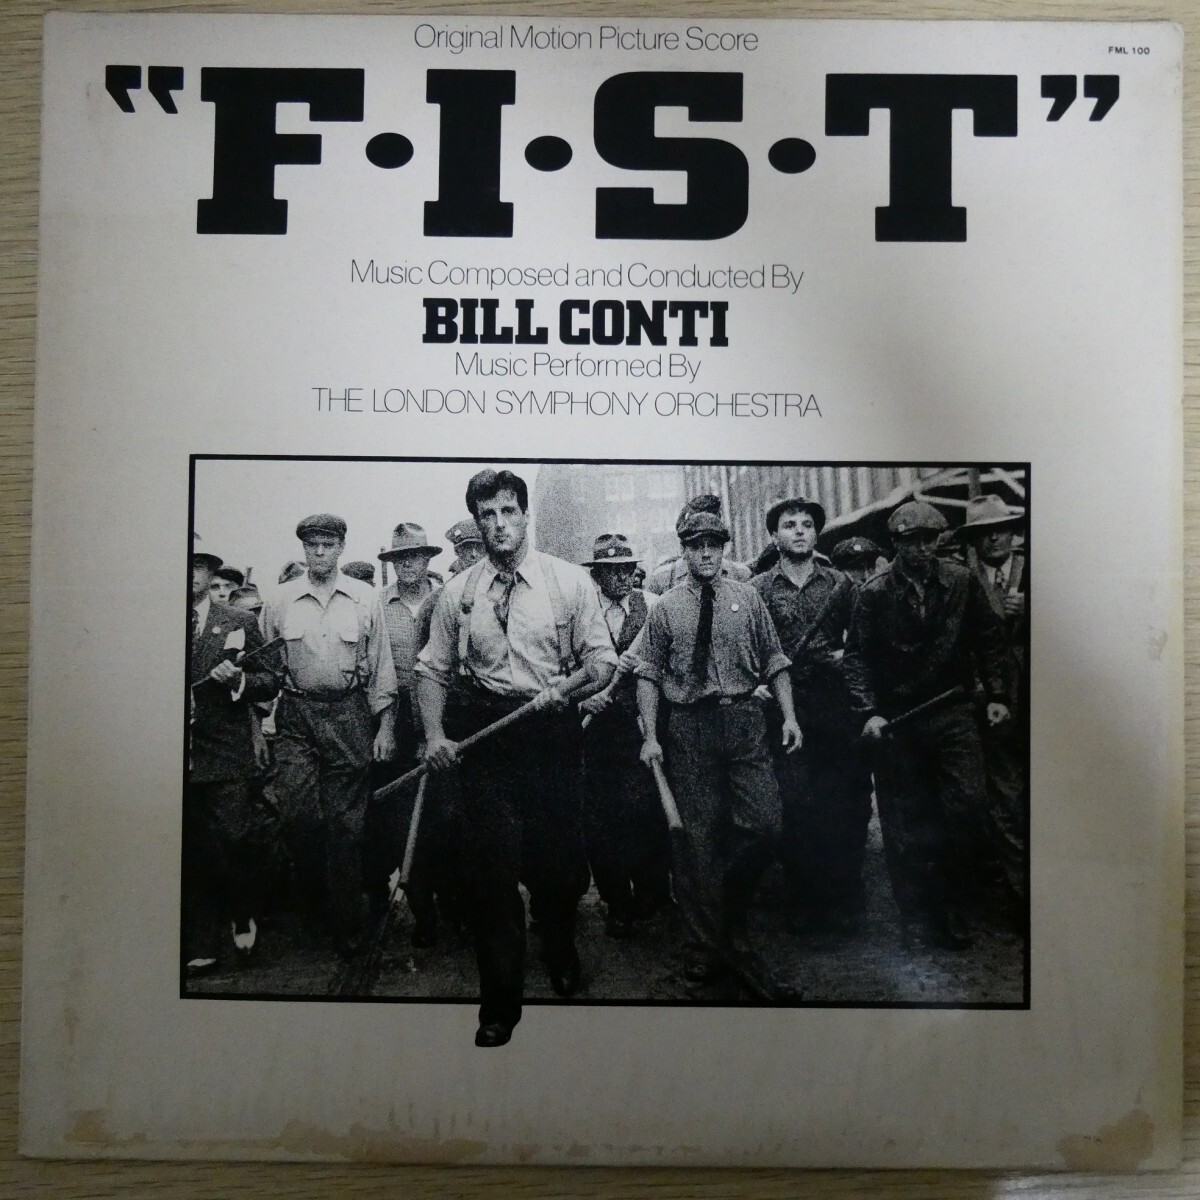 Original Motion Picture Score
FML 100
“F•I•S•T”
Music Composed and Conducted By
BILL CONTI
Music Performed By
THE LONDON SYMPHONY ORCHESTRA